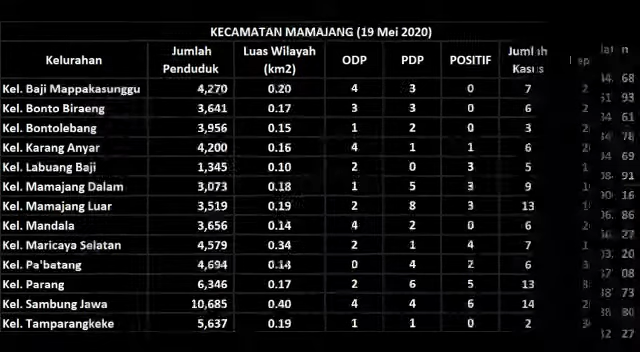 KECAMATAN MAMAJANG (19 Mei 2020)
Kelurahan Jumlah Penduduk Luas Wilayah (km2) ODP PDP POSITIF Jumlah Kasus
Kel. Baji Mappakasunggu 4,270 0.20 4 3 0 7
Kel. Bonto Biraeng 3,641 0.17 3 3 0 6
Kel. Bontolebang 3,956 0.15 1 2 0 3
Kel. Karang Anyar 4,200 0.16 4 1 1 6
Kel. Labuang Baji 1,345 0.10 2 0 3 5
Kel. Mamajang Dalam 3,073 0.18 1 5 3 9
Kel. Mamajang Luar 3,519 0.19 2 8 3 13
Kel. Mandala 3,656 0.14 4 2 0 6
Kel. Maricaya Selatan 4,579 0.34 2 1 4 7
Kel. Pa'batang 4,694 0.14 0 4 2 6
Kel. Parang 6,346 0.17 2 6 5 13
Kel. Sambung Jawa 10,685 0.40 4 4 6 14
Kel. Tamparangkeke 5,637 0.19 1 1 0 2